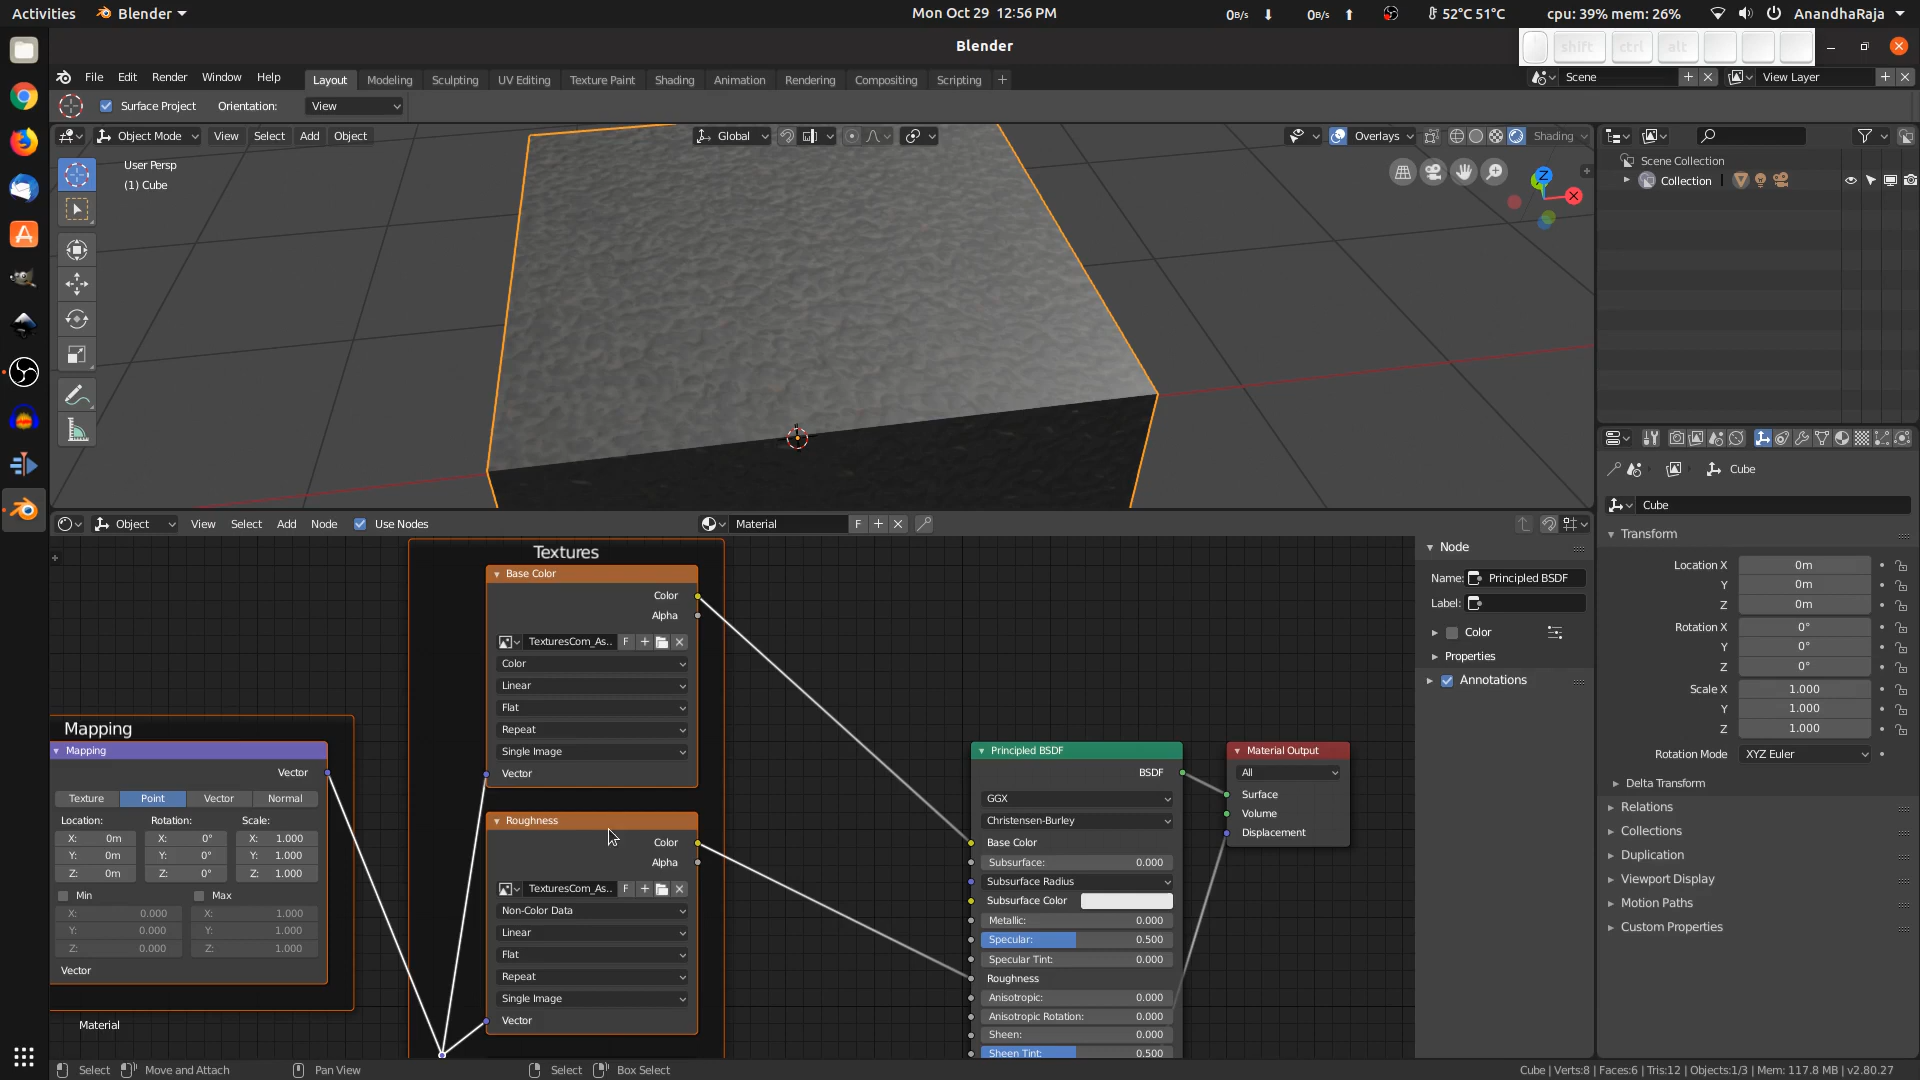 Activities Blender Mon Oct 29 12:56 PM 0B/s 0B/s 52°C 51°C cpu: 39% mem: 26% AnandhaRaja
Blender
shift ctrl alt
File Edit Render Window Help Layout Modeling Sculpting UV Editing Texture Paint Shading Animation Rendering Compositing Scripting + Scene View Layer
Surface Project Orientation: View
Object Mode View Select Add Object Global Overlays Shading
User Persp
(1) Cube
Z
X
Scene Collection
Collection
Cube
Cube
Transform
Location X 0m
Y 0m
Z 0m
Rotation X 0°
Y 0°
Z 0°
Scale X 1.000
Y 1.000
Z 1.000
Rotation Mode XYZ Euler
Delta Transform
Relations
Collections
Duplication
Viewport Display
Motion Paths
Custom Properties
Object View Select Add Node Use Nodes Material F
Node
Name: Principled BSDF
Label:
Color
Properties
Annotations
Mapping
Mapping
Vector
Texture Point Vector Normal
Location: Rotation: Scale:
X: 0m X: 0° X: 1.000
Y: 0m Y: 0° Y: 1.000
Z: 0m Z: 0° Z: 1.000
Min Max
X: 0.000 X: 1.000
Y: 0.000 Y: 1.000
Z: 0.000 Z: 1.000
Vector
Material
Textures
Base Color
Color
Alpha
TexturesCom_As.. F
Color
Linear
Flat
Repeat
Single Image
Vector
Roughness
Color
Alpha
TexturesCom_As.. F
Non-Color Data
Linear
Flat
Repeat
Single Image
Vector
Principled BSDF
BSDF
GGX
Christensen-Burley
Base Color
Subsurface: 0.000
Subsurface Radius
Subsurface Color
Metallic: 0.000
Specular: 0.500
Specular Tint: 0.000
Roughness
Anisotropic: 0.000
Anisotropic Rotation: 0.000
Sheen: 0.000
Sheen Tint: 0.500
Material Output
All
Surface
Volume
Displacement
Select Move and Attach Pan View Select Box Select Cube | Verts:8 | Faces:6 | Tris:12 | Objects:1/3 | Mem: 117.8 MB | v2.80.27